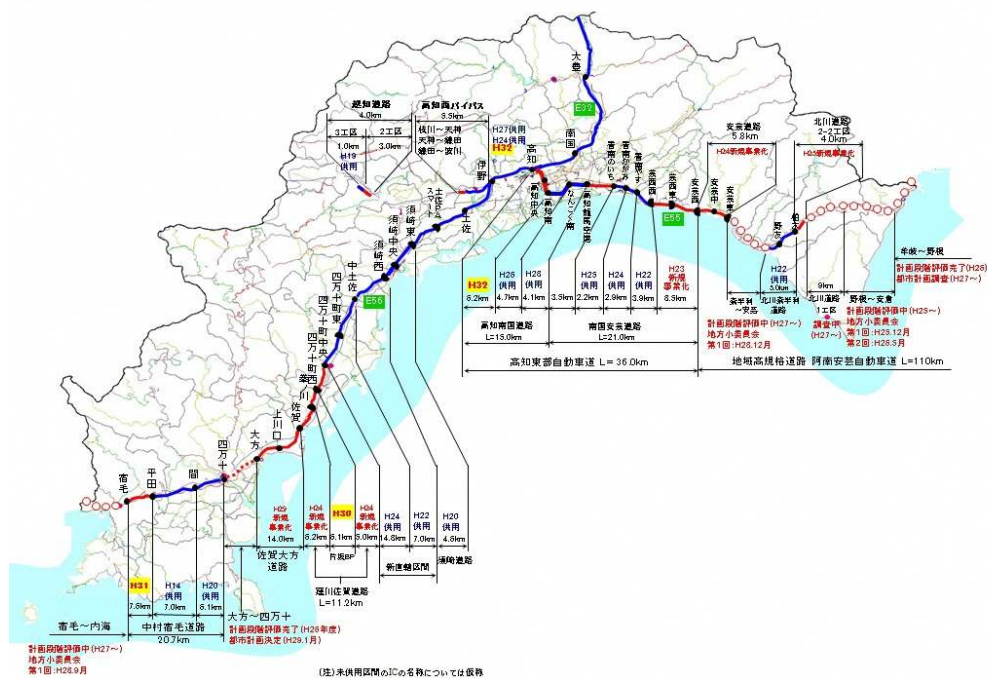 越知道路
4.0km
3工区
2工区
1.0km
3.0km
H19
供用
高知西バイパス
9.5km
枝川～天神
天神～鎌田
鎌田～波川
H27供用
H24供用
H32
大豊
E32
南国
高知
伊野
土佐
土佐PA
スマート
須崎東
須崎中央
須崎西
中土佐
四万十町東
四万十町中央
四万十町西
佐賀
上川口
大方
四万十
間
平田
宿毛
E56
高知中央
高知南
なんこく南
高知龍馬空港
香南のいち
香南かがみ
香南やす
芸西西
芸西東
安芸西
安芸中
安芸東
E55
安芸道路
5.8km
H24新規事業化
北川道路
2-2工区
4.0km
H25新規事業化
野友
柏木
牟岐～野根
計画段階評価完了(H26)
都市計画調査(H27～)
H22
供用
5.0km
9km
奈半利
～安芸
北川奈半利
道路
北川道路
1工区
調査中
(H27～)
野根～安倉
計画段階評価中(H25～)
地方小委員会
第1回:H25.12月
第2回:H26.5月
計画段階評価中(H27～)
地方小委員会
第1回:H26.12月
H32
6.2km
H26
供用
4.7km
H28
供用
4.1km
3.5km
H25
供用
2.2km
H24
供用
2.9km
H22
供用
3.9km
H23
新規
事業化
8.5km
高知南国道路
L=15.0km
南国安芸道路
L=21.0km
高知東部自動車道 L= 36.0km
地域高規格道路 阿南安芸自動車道 L=110km
H29
新規
事業化
14.0km
H24
新規
事業化
6.2km
H30
6.1km
H24
新規
事業化
5.0km
H24
供用
14.8km
H22
供用
7.0km
H20
供用
4.6km
佐賀大方
道路
片坂BP
窪川佐賀道路
L=11.2km
新直轄区間
須崎道路
H31
7.6km
H14
供用
7.0km
H20
供用
6.1km
大方～四万十
計画段階評価完了(H26年度)
都市計画決定(H29.1月)
中村宿毛道路
20.7km
宿毛～内海
計画段階評価中(H27～)
地方小委員会
第1回:H28.9月
(注)未供用区間のICの名称については仮称